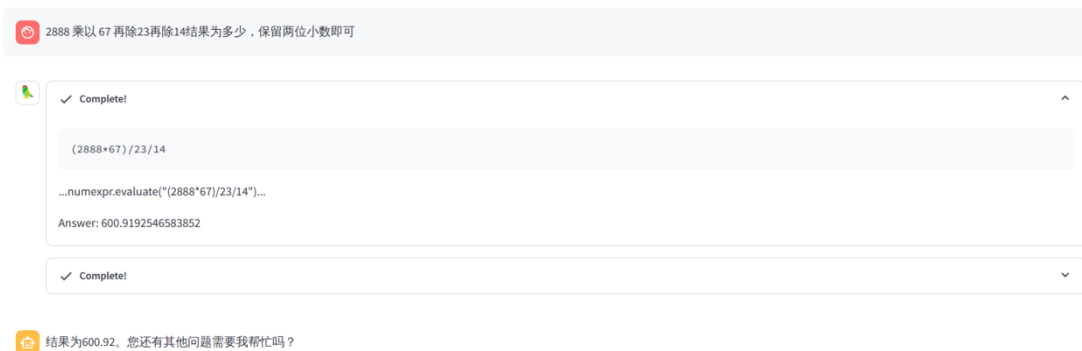 2888 乘以 67 再除23再除14结果为多少，保留两位小数即可
Complete!
(2888*67)/23/14
...numexpr.evaluate("(2888*67)/23/14")...
Answer: 600.9192546583852
Complete!
结果为600.92。您还有其他问题需要我帮忙吗？